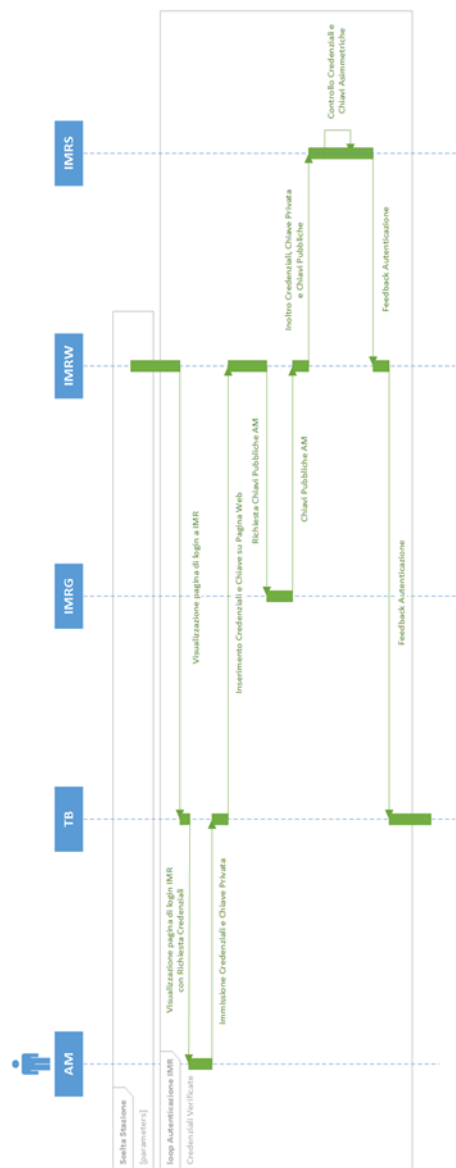 AM
TB
IMRG
IMRW
IMRS
Scelta Stazione
[parameters]
loop Autenticazione IMR
Credenziali Verificate
Visualizzazione pagina di login a IMR
Visualizzazione pagina di login IMR
con Richiesta Credenziali
Immissione Credenziali e Chiave Privata
Inserimento Credenziali e Chiave su Pagina Web
Richiesta Chiavi Pubbliche AM
Chiavi Pubbliche AM
Inoltro Credenziali, Chiave Privata
e Chiavi Pubbliche
Controllo Credenziali e
Chiavi Asimmetriche
Feedback Autenticazione
Feedback Autenticazione